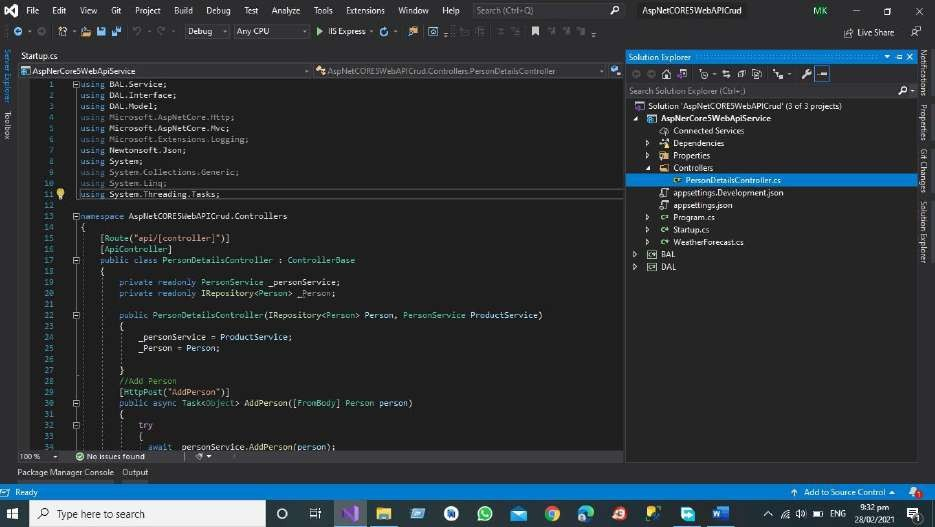 File Edit View Git Project Build Debug Test Analyze Tools Extensions Window Help Search (Ctrl+Q) AspNetCORE5WebAPICrud MK
Debug Any CPU IIS Express Live Share
Startup.cs
AspNerCore5WebApiService AspNetCORE5WebAPICrud.Controllers.PersonDetailsController
1 using BAL.Service;
2 using DAL.Interface;
3 using DAL.Model;
4 using Microsoft.AspNetCore.Http;
5 using Microsoft.AspNetCore.Mvc;
6 using Microsoft.Extensions.Logging;
7 using Newtonsoft.Json;
8 using System;
9 using System.Collections.Generic;
10 using System.Linq;
11 using System.Threading.Tasks;
12
13 namespace AspNetCORE5WebAPICrud.Controllers
14 {
15 [Route("api/[controller]")]
16 [ApiController]
17 public class PersonDetailsController : ControllerBase
18 {
19 private readonly PersonService _personService;
20 private readonly IRepository<Person> _Person;
21
22 public PersonDetailsController(IRepository<Person> Person, PersonService ProductService)
23 {
24 _personService = ProductService;
25 _Person = Person;
26
27 }
28 //Add Person
29 [HttpPost("AddPerson")]
30 public async Task<Object> AddPerson([FromBody] Person person)
31 {
32 try
33 {
34 await _personService.AddPerson(person);
100 % No issues found
Package Manager Console Output
Server Explorer
Toolbox
Solution Explorer
Search Solution Explorer (Ctrl+;)
Solution 'AspNetCORE5WebAPICrud' (3 of 3 projects)
AspNerCore5WebApiService
Connected Services
Dependencies
Properties
Controllers
PersonDetailsController.cs
appsettings.Development.json
appsettings.json
Program.cs
Startup.cs
WeatherForecast.cs
BAL
DAL
Notifications
Properties
Git Changes
Solution Explorer
Ready Add to Source Control 1
Type here to search ENG 9:32 pm
28/02/2021 1